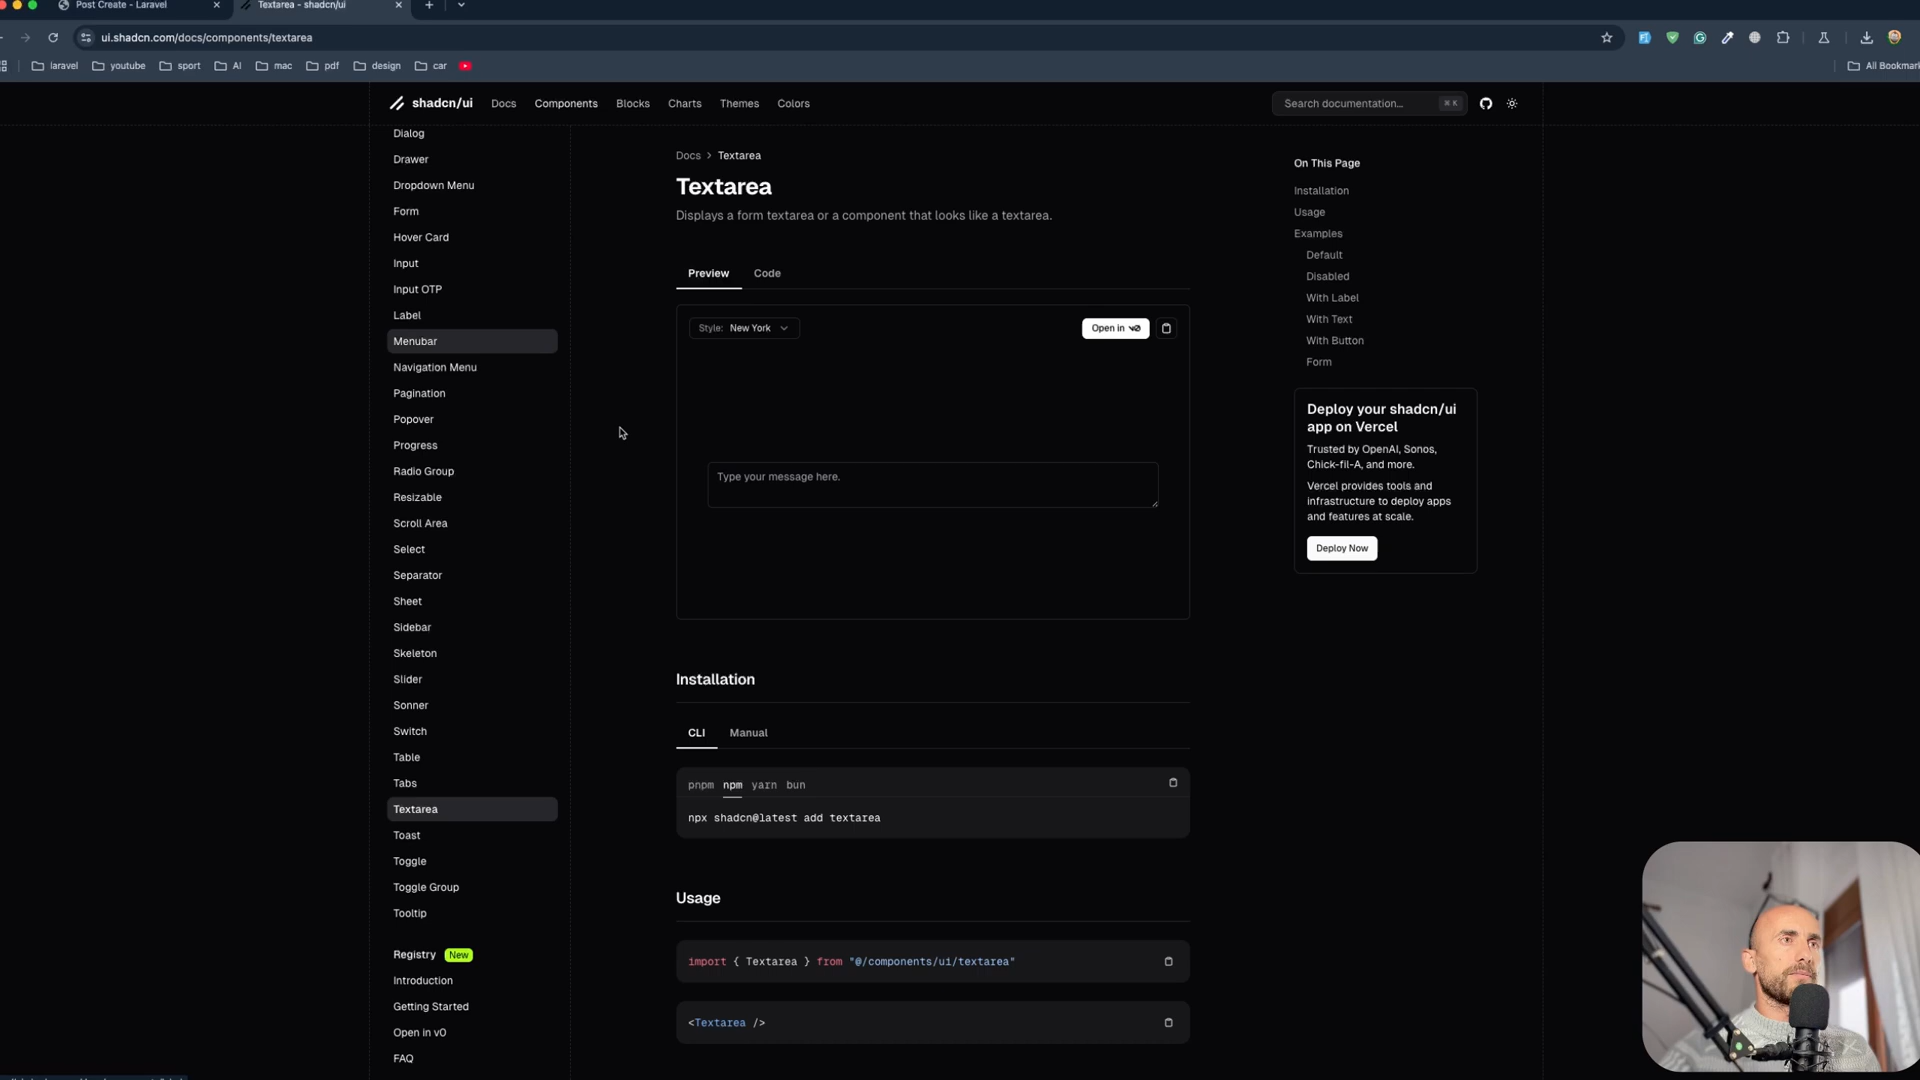 Post Create - Laravel
Textarea - shadcn/ui
ui.shadcn.com/docs/components/textarea
laravel
youtube
sport
AI
mac
pdf
design
car
All Bookmar
shadcn/ui
Docs
Components
Blocks
Charts
Themes
Colors
Search documentation...
⌘ K
Dialog
Drawer
Dropdown Menu
Form
Hover Card
Input
Input OTP
Label
Menubar
Navigation Menu
Pagination
Popover
Progress
Radio Group
Resizable
Scroll Area
Select
Separator
Sheet
Sidebar
Skeleton
Slider
Sonner
Switch
Table
Tabs
Textarea
Toast
Toggle
Toggle Group
Tooltip
Registry New
Introduction
Getting Started
Open in v0
FAQ
Docs > Textarea
Textarea
Displays a form textarea or a component that looks like a textarea.
Preview
Code
Style: New York
Open in v0
Type your message here.
Installation
CLI
Manual
pnpm npm yarn bun
npx shadcn@latest add textarea
Usage
import { Textarea } from "@/components/ui/textarea"
<Textarea />
On This Page
Installation
Usage
Examples
Default
Disabled
With Label
With Text
With Button
Form
Deploy your shadcn/ui
app on Vercel
Trusted by OpenAI, Sonos,
Chick-fil-A, and more.
Vercel provides tools and
infrastructure to deploy apps
and features at scale.
Deploy Now